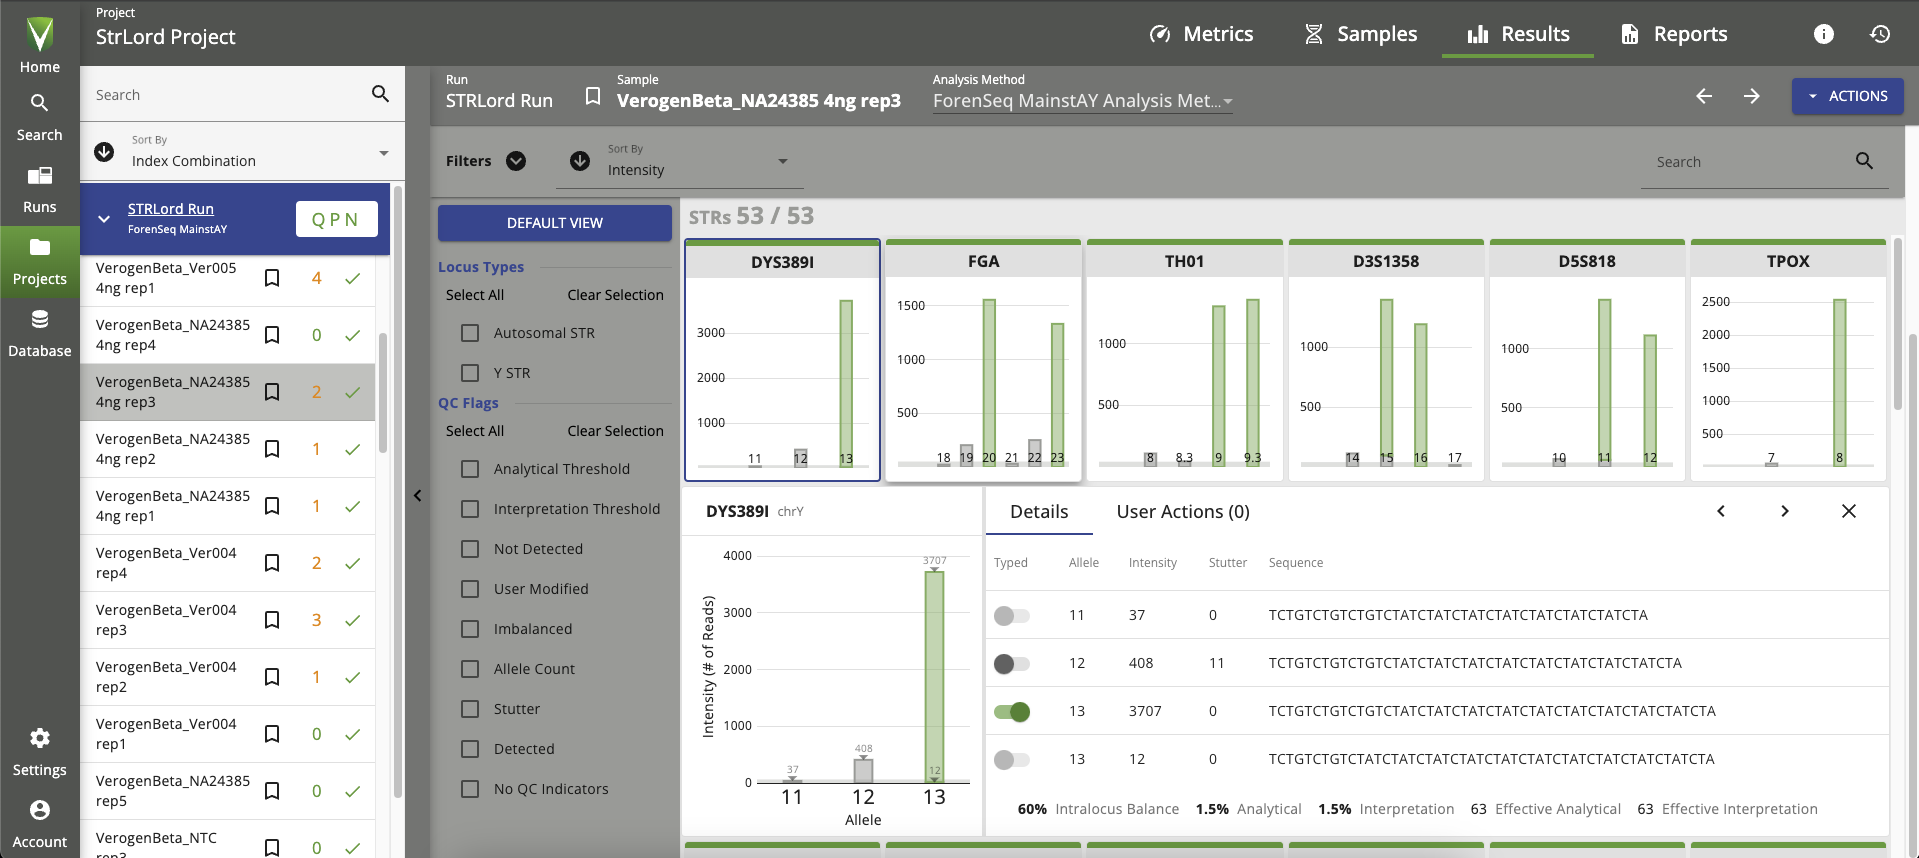 Project
StrLord Project
Metrics
Samples
Results
Reports
Home
Search
Runs
Projects
Database
Settings
Account
Search
Sort By
Index Combination
STRLord Run
ForenSeq MainstAY
Q P N
VerogenBeta_Ver005
4ng rep1
4
VerogenBeta_NA24385
4ng rep4
0
VerogenBeta_NA24385
4ng rep3
2
VerogenBeta_NA24385
4ng rep2
1
VerogenBeta_NA24385
4ng rep1
1
VerogenBeta_Ver004
rep4
2
VerogenBeta_Ver004
rep3
3
VerogenBeta_Ver004
rep2
1
VerogenBeta_Ver004
rep1
0
VerogenBeta_NA24385
rep5
0
VerogenBeta_NTC
rep3
0
Run
STRLord Run
Sample
VerogenBeta_NA24385 4ng rep3
Analysis Method
ForenSeq MainstAY Analysis Met...
ACTIONS
Filters
Sort By
Intensity
Search
DEFAULT VIEW
Locus Types
Select All Clear Selection
Autosomal STR
Y STR
QC Flags
Select All Clear Selection
Analytical Threshold
Interpretation Threshold
Not Detected
User Modified
Imbalanced
Allele Count
Stutter
Detected
No QC Indicators
STRs 53 / 53
DYS389I
3000
2000
1000
11 12 13
FGA
1500
1000
500
18 19 20 21 22 23
TH01
1000
500
8 8.3 9 9.3
D3S1358
1000
500
14 15 16 17
D5S818
1000
500
10 11 12
TPOX
2500
2000
1500
1000
500
7 8
DYS389I chrY
Intensity (# of Reads)
4000
3000
2000
1000
0
37
408
3707
12
11 12 13
Allele
Details
User Actions (0)
Typed Allele Intensity Stutter Sequence
11 37 0 TCTGTCTGTCTGTCTATCTATCTATCTATCTATCTATCTATCTA
12 408 11 TCTGTCTGTCTGTCTATCTATCTATCTATCTATCTATCTATCTATCTA
13 3707 0 TCTGTCTGTCTGTCTATCTATCTATCTATCTATCTATCTATCTATCTATCTA
13 12 0 TCTGTCTGTCTATCTATCTATCTATCTATCTATCTATCTATCTATCTATCTA
60% Intralocus Balance 1.5% Analytical 1.5% Interpretation 63 Effective Analytical 63 Effective Interpretation